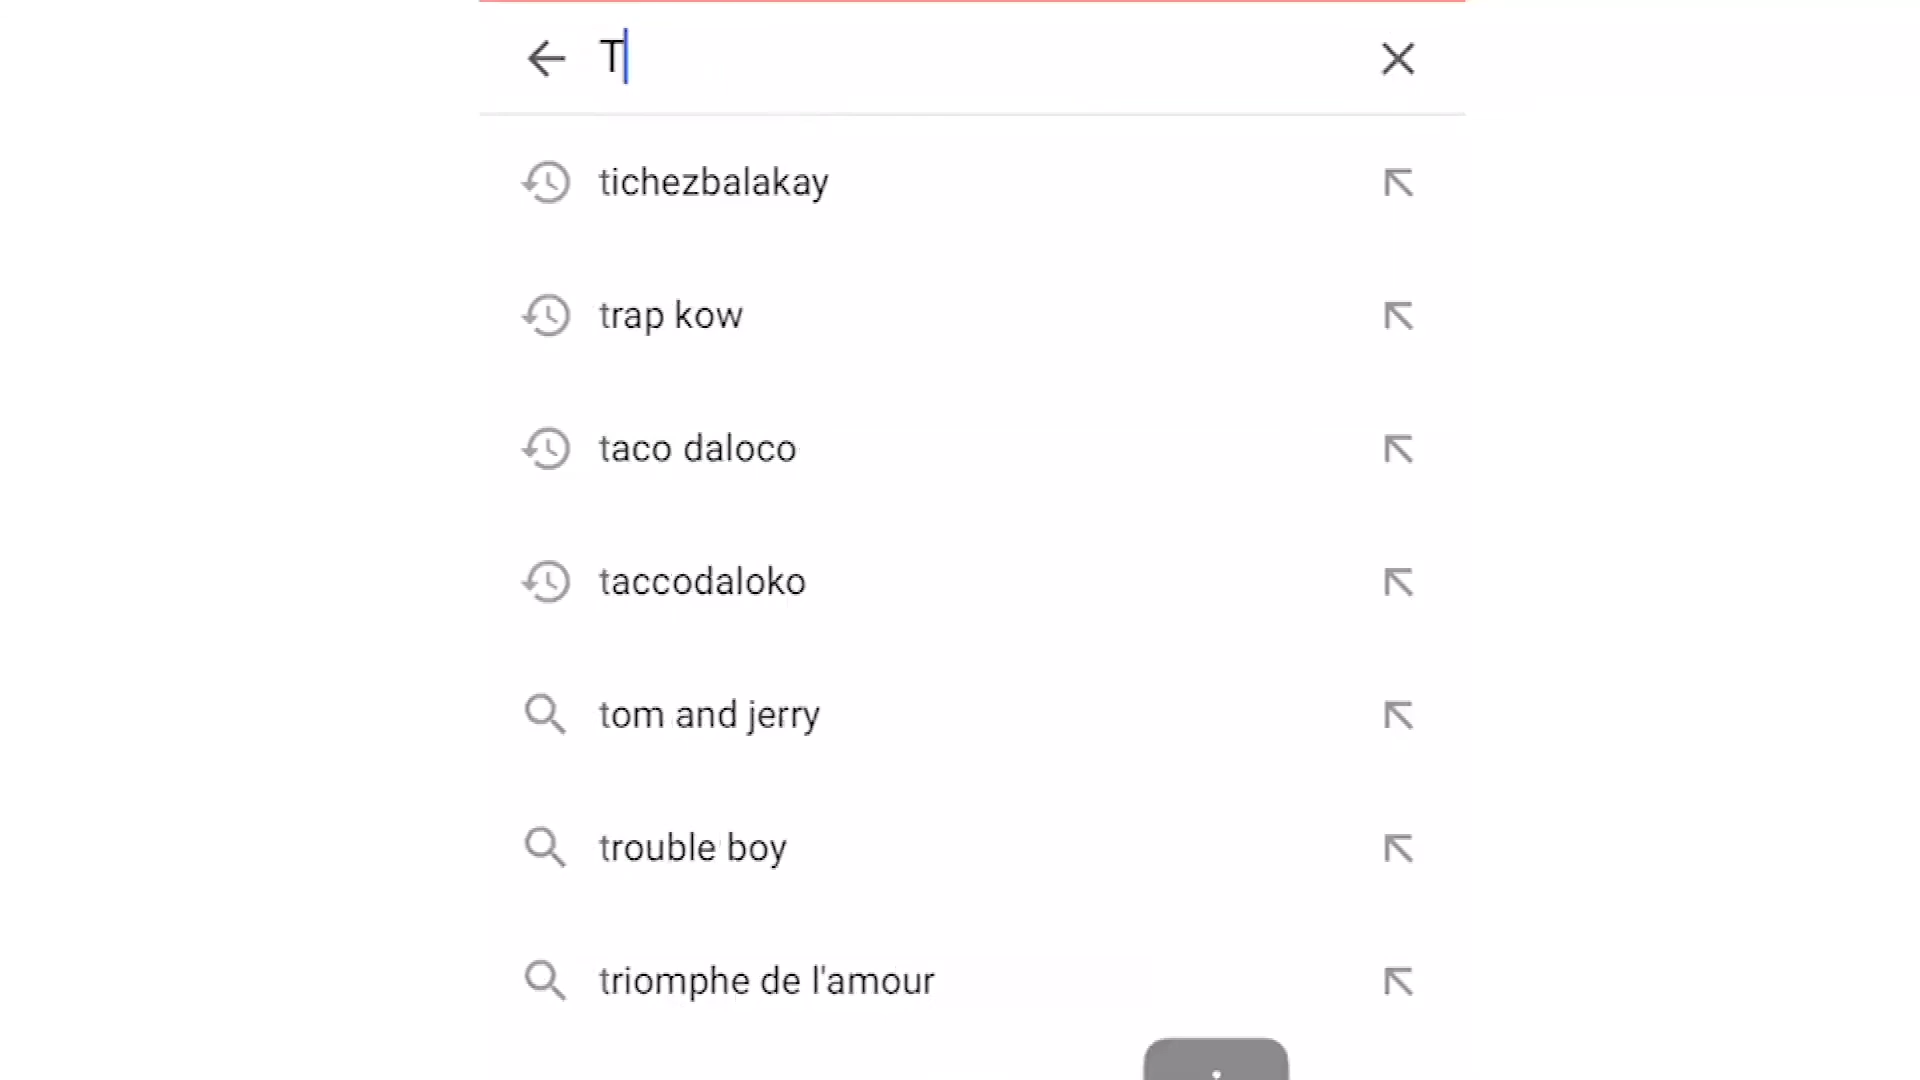 T
tichezbalakay
trap kow
taco daloco
taccodaloko
tom and jerry
trouble boy
triomphe de l'amour